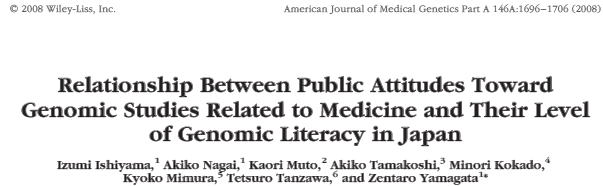 © 2008 Wiley-Liss, Inc. American Journal of Medical Genetics Part A 146A:1696–1706 (2008)
Relationship Between Public Attitudes Toward
Genomic Studies Related to Medicine and Their Level
of Genomic Literacy in Japan
Izumi Ishiyama,¹ Akiko Nagai,¹ Kaori Muto,² Akiko Tamakoshi,³ Minori Kokado,⁴
Kyoko Mimura,⁵ Tetsuro Tanzawa,⁶ and Zentaro Yamagata¹*